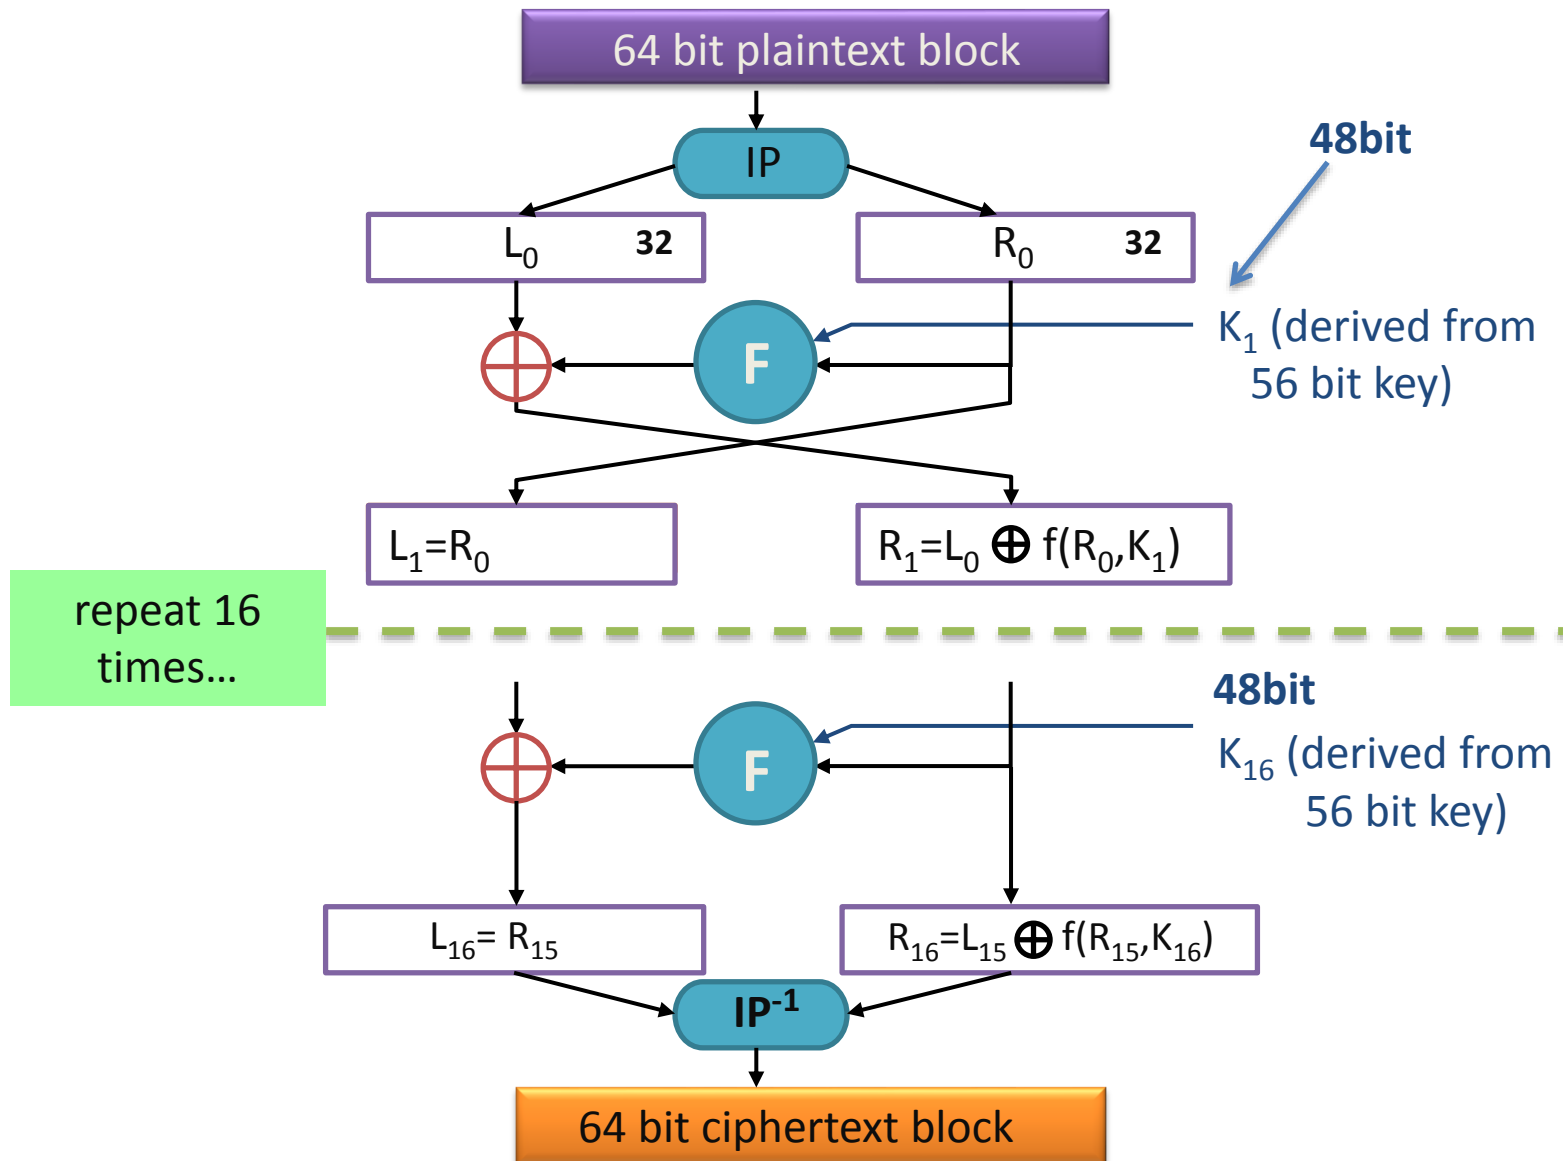 64 bit plaintext block
IP
48bit
L₀ 32
R₀ 32
F
K₁ (derived from
56 bit key)
L₁=R₀
R₁=L₀ ⊕ f(R₀,K₁)
repeat 16
times…
48bit
F
K₁₆ (derived from
56 bit key)
L₁₆= R₁₅
R₁₆=L₁₅ ⊕ f(R₁₅,K₁₆)
IP⁻¹
64 bit ciphertext block